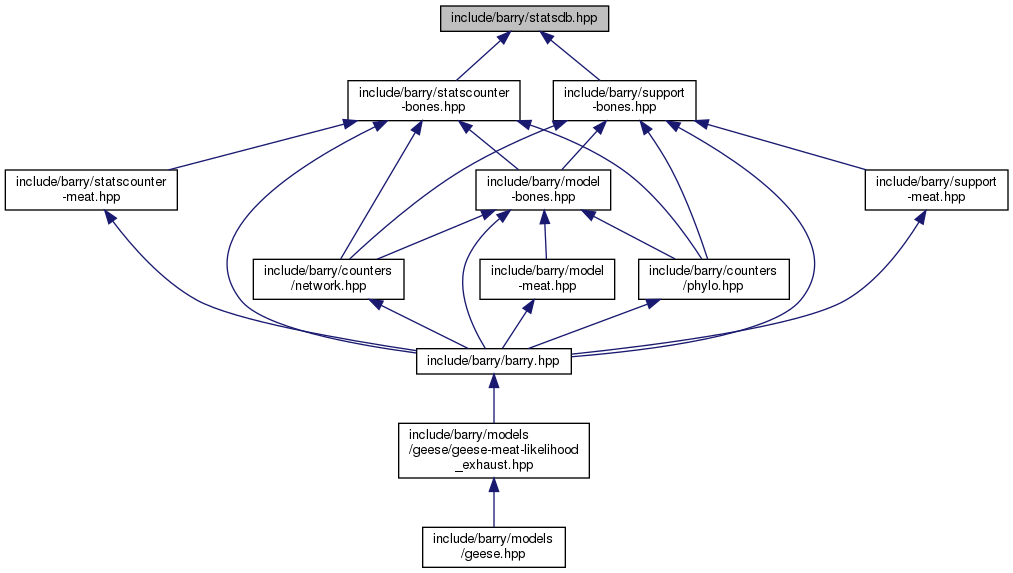 include/barry/statsdb.hpp
include/barry/statscounter
-bones.hpp
include/barry/support
-bones.hpp
include/barry/statscounter
-meat.hpp
include/barry/model
-bones.hpp
include/barry/support
-meat.hpp
include/barry/counters
/network.hpp
include/barry/model
-meat.hpp
include/barry/counters
/phylo.hpp
include/barry/barry.hpp
include/barry/models
/geese/geese-meat-likelihood
_exhaust.hpp
include/barry/models
/geese.hpp